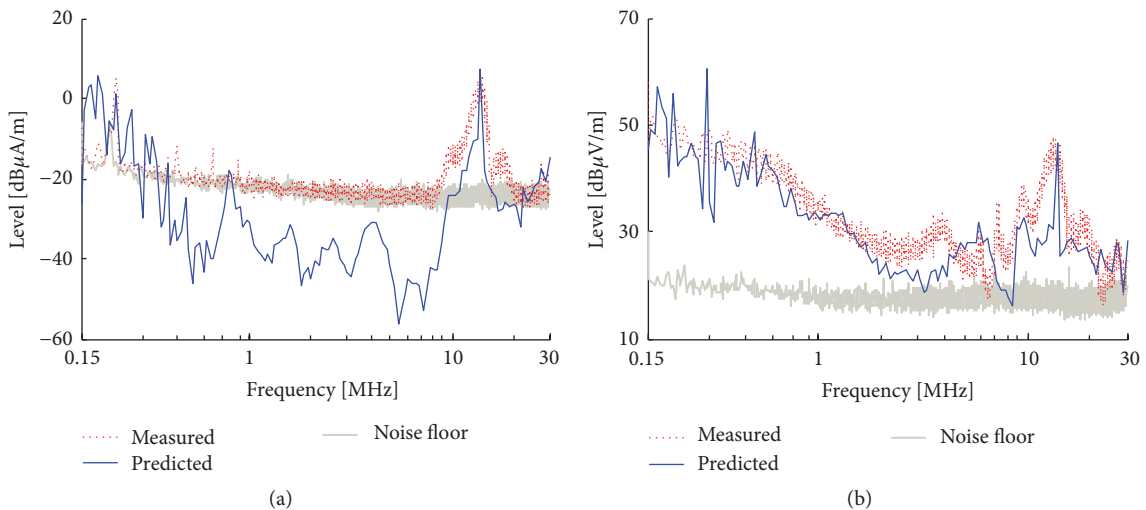 20
0
−20
−40
−60
Level [dBμA/m]
0.15
1
10
30
Frequency [MHz]
Measured
Predicted
Noise floor
(a)
70
50
30
10
Level [dBμV/m]
0.15
1
10
30
Frequency [MHz]
Measured
Predicted
Noise floor
(b)